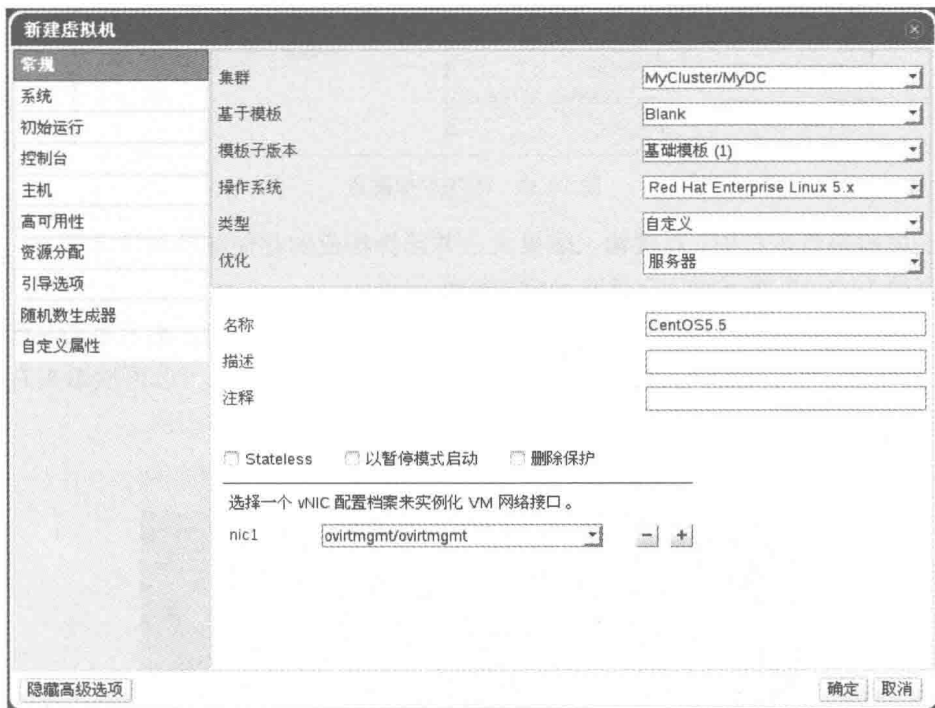 新建虚拟机
常规
系统
初始运行
控制台
主机
高可用性
资源分配
引导选项
随机数生成器
自定义属性
集群 MyCluster/MyDC
基于模板 Blank
模板子版本 基础模板 (1)
操作系统 Red Hat Enterprise Linux 5.x
类型 自定义
优化 服务器
名称 CentOS5.5
描述
注释
Stateless 以暂停模式启动 删除保护
选择一个 vNIC 配置档案来实例化 VM 网络接口。
nic1 ovirtmgmt/ovirtmgmt - +
隐藏高级选项 确定 取消